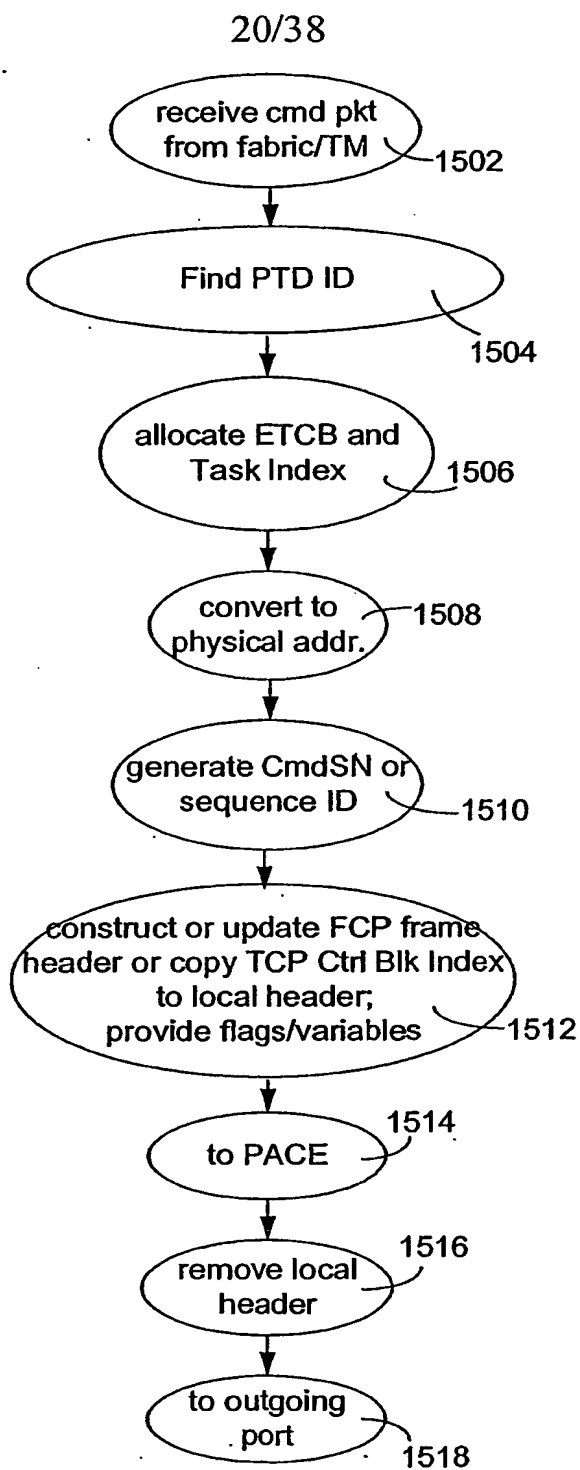 20/38
receive cmd pkt
from fabric/TM
1502
Find PTD ID
1504
allocate ETCB and
Task Index
1506
convert to
physical addr.
1508
generate CmdSN or
sequence ID
1510
construct or update FCP frame
header or copy TCP Ctrl Blk Index
to local header;
provide flags/variables
1512
to PACE
1514
remove local
header
1516
to outgoing
port
1518